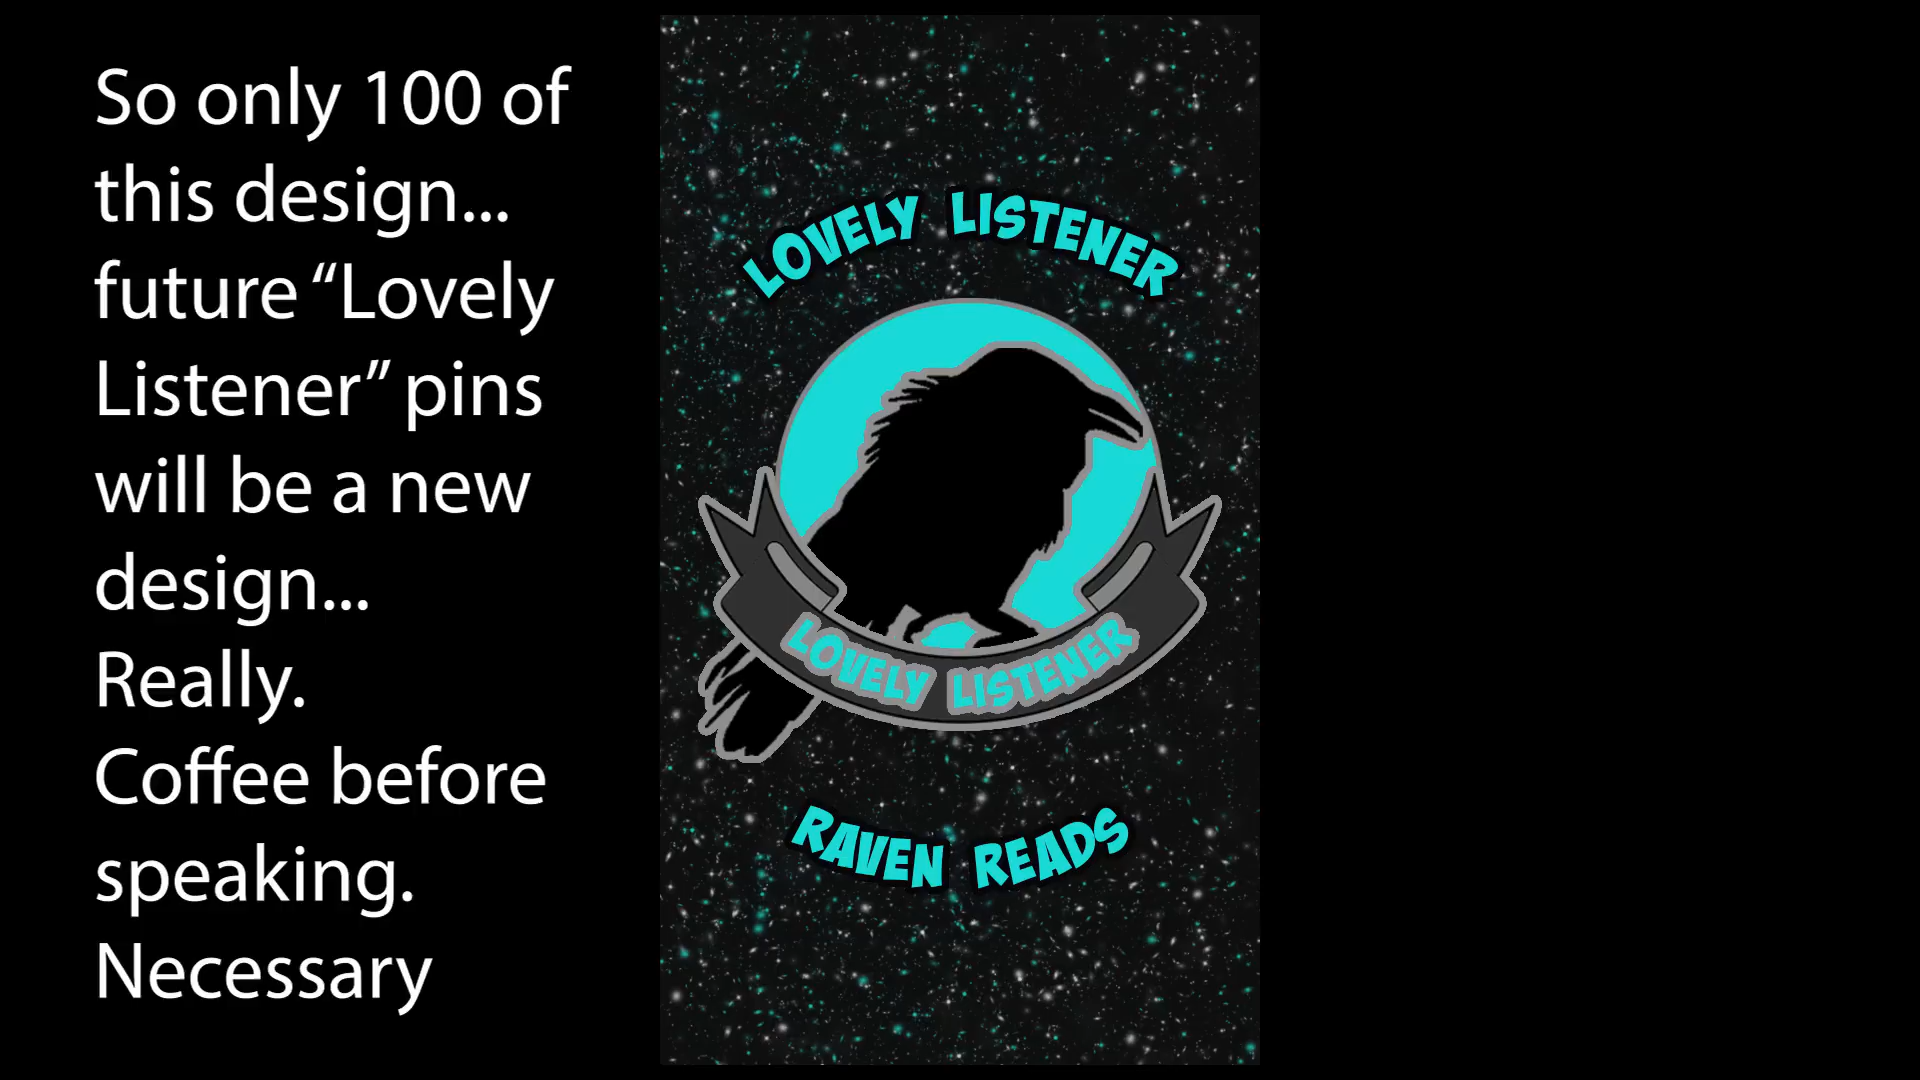 So only 100 of
this design...
future “Lovely
Listener” pins
will be a new
design...
Really.
Coffee before
speaking.
Necessary
LOVELY LISTENER
LOVELY LISTENER
RAVEN READS